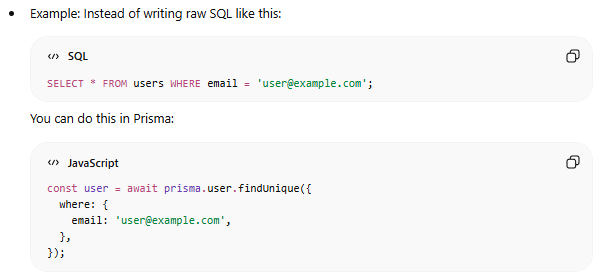 • Example: Instead of writing raw SQL like this:
</> SQL
SELECT * FROM users WHERE email = 'user@example.com';
You can do this in Prisma:
</> JavaScript
const user = await prisma.user.findUnique({
  where: {
    email: 'user@example.com',
  },
});